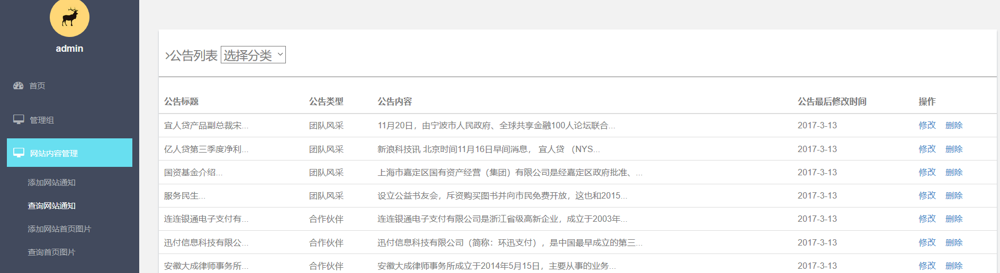 admin
首页
管理组
网站内容管理
添加网站通知
查询网站通知
添加网站首页图片
查询首页图片
公告列表 选择分类
公告标题 公告类型 公告内容 公告最后修改时间 操作
宜人贷产品副总裁宋... 团队风采 11月20日，由宁波市人民政府、全球共享金融100人论坛联合... 2017-3-13 修改 删除
亿人贷第三季度净利... 团队风采 新浪科技讯 北京时间11月16日早间消息， 宜人贷 （NYS... 2017-3-13 修改 删除
国资基金介绍... 团队风采 上海市嘉定区国有资产经营（集团）有限公司是经嘉定区政府批准、... 2017-3-13 修改 删除
服务民生... 团队风采 设立公益书友会，斥资购买图书并向市民免费开放，这也和2015... 2017-3-13 修改 删除
连连银通电子支付有... 合作伙伴 连连银通电子支付有限公司是浙江省级高新企业，成立于2003年... 2017-3-13 修改 删除
迅付信息科技有限公... 合作伙伴 迅付信息科技有限公司（简称：环迅支付），是中国最早成立的第三... 2017-3-13 修改 删除
安徽大成律师事务所... 合作伙伴 安徽大成律师事务所成立于2014年5月15日，主要从事的业务... 2017-3-13 修改 删除